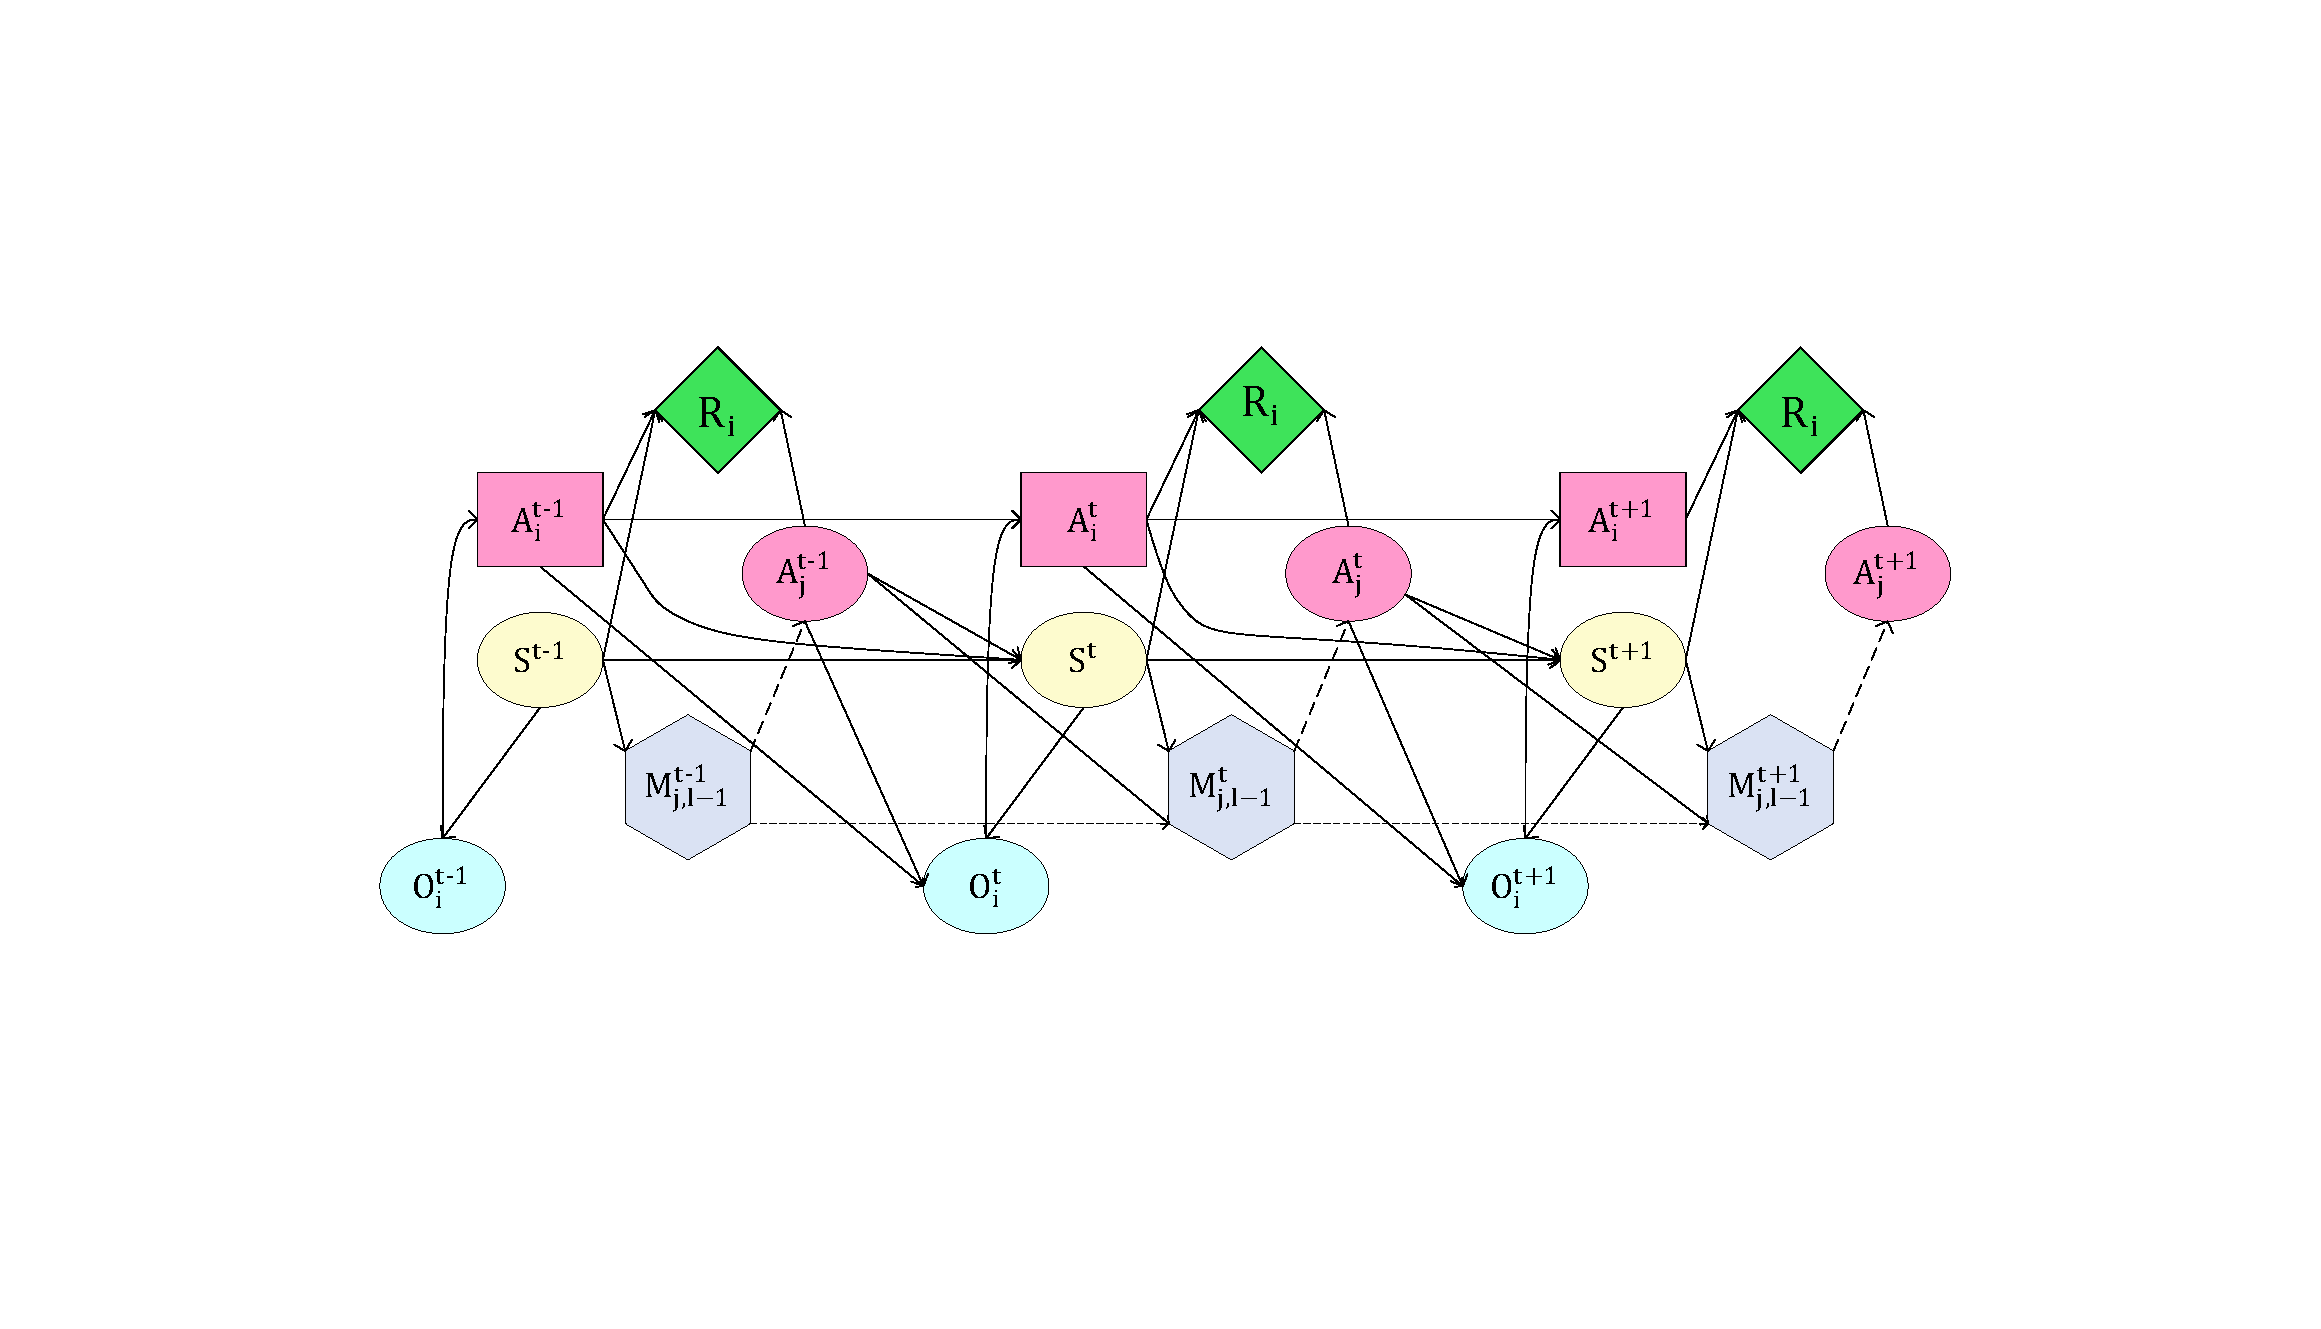 R_i
R_i
R_i
A_i^{t-1}
A_i^t
A_i^{t+1}
A_j^{t-1}
A_j^t
A_j^{t+1}
S^{t-1}
S^t
S^{t+1}
M_{j,l−1}^{t-1}
M_{j,l−1}^t
M_{j,l−1}^{t+1}
O_i^{t-1}
O_i^t
O_i^{t+1}